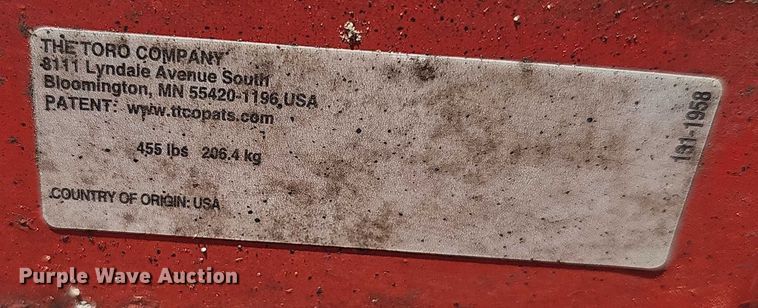 THE TORO COMPANY
8111 Lyndale Avenue South
Bloomington, MN 55420-1196,USA
PATENT: www.ttcopats.com
455 lbs 206.4 kg
COUNTRY OF ORIGIN: USA
131-1958
Purple Wave Auction